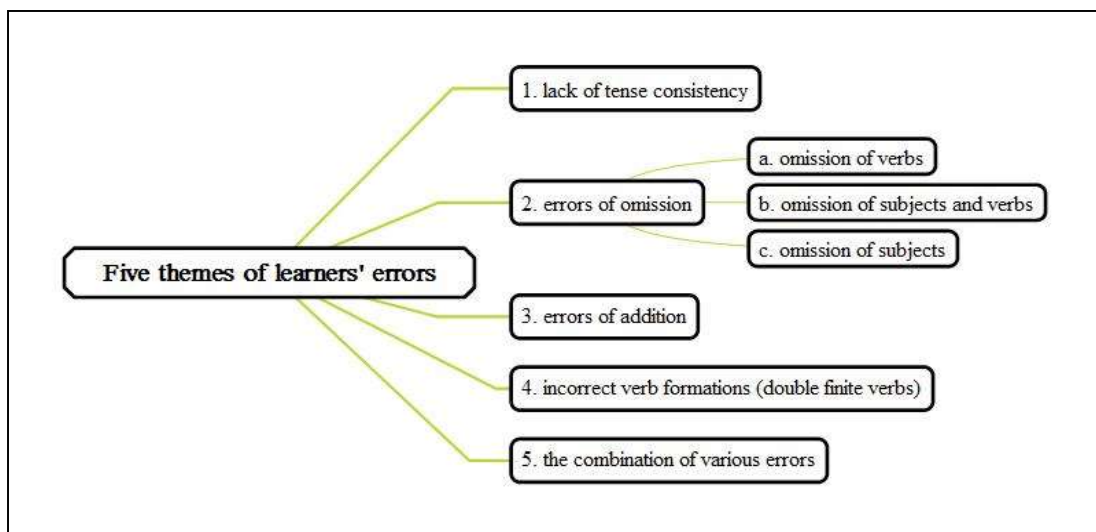 Five themes of learners' errors
1. lack of tense consistency
2. errors of omission
a. omission of verbs
b. omission of subjects and verbs
c. omission of subjects
3. errors of addition
4. incorrect verb formations (double finite verbs)
5. the combination of various errors